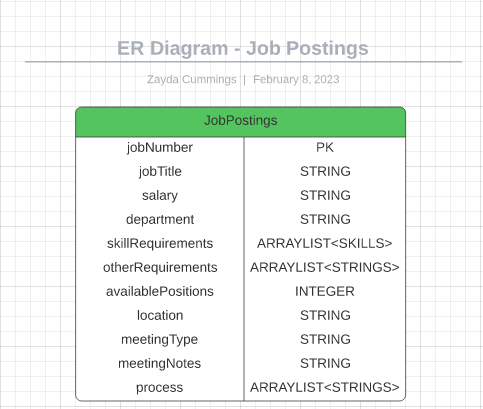 ER Diagram - Job Postings
Zayda Cummings | February 8, 2023
JobPostings
jobNumber PK
jobTitle STRING
salary STRING
department STRING
skillRequirements ARRAYLIST<SKILLS>
otherRequirements ARRAYLIST<STRINGS>
availablePositions INTEGER
location STRING
meetingType STRING
meetingNotes STRING
process ARRAYLIST<STRINGS>